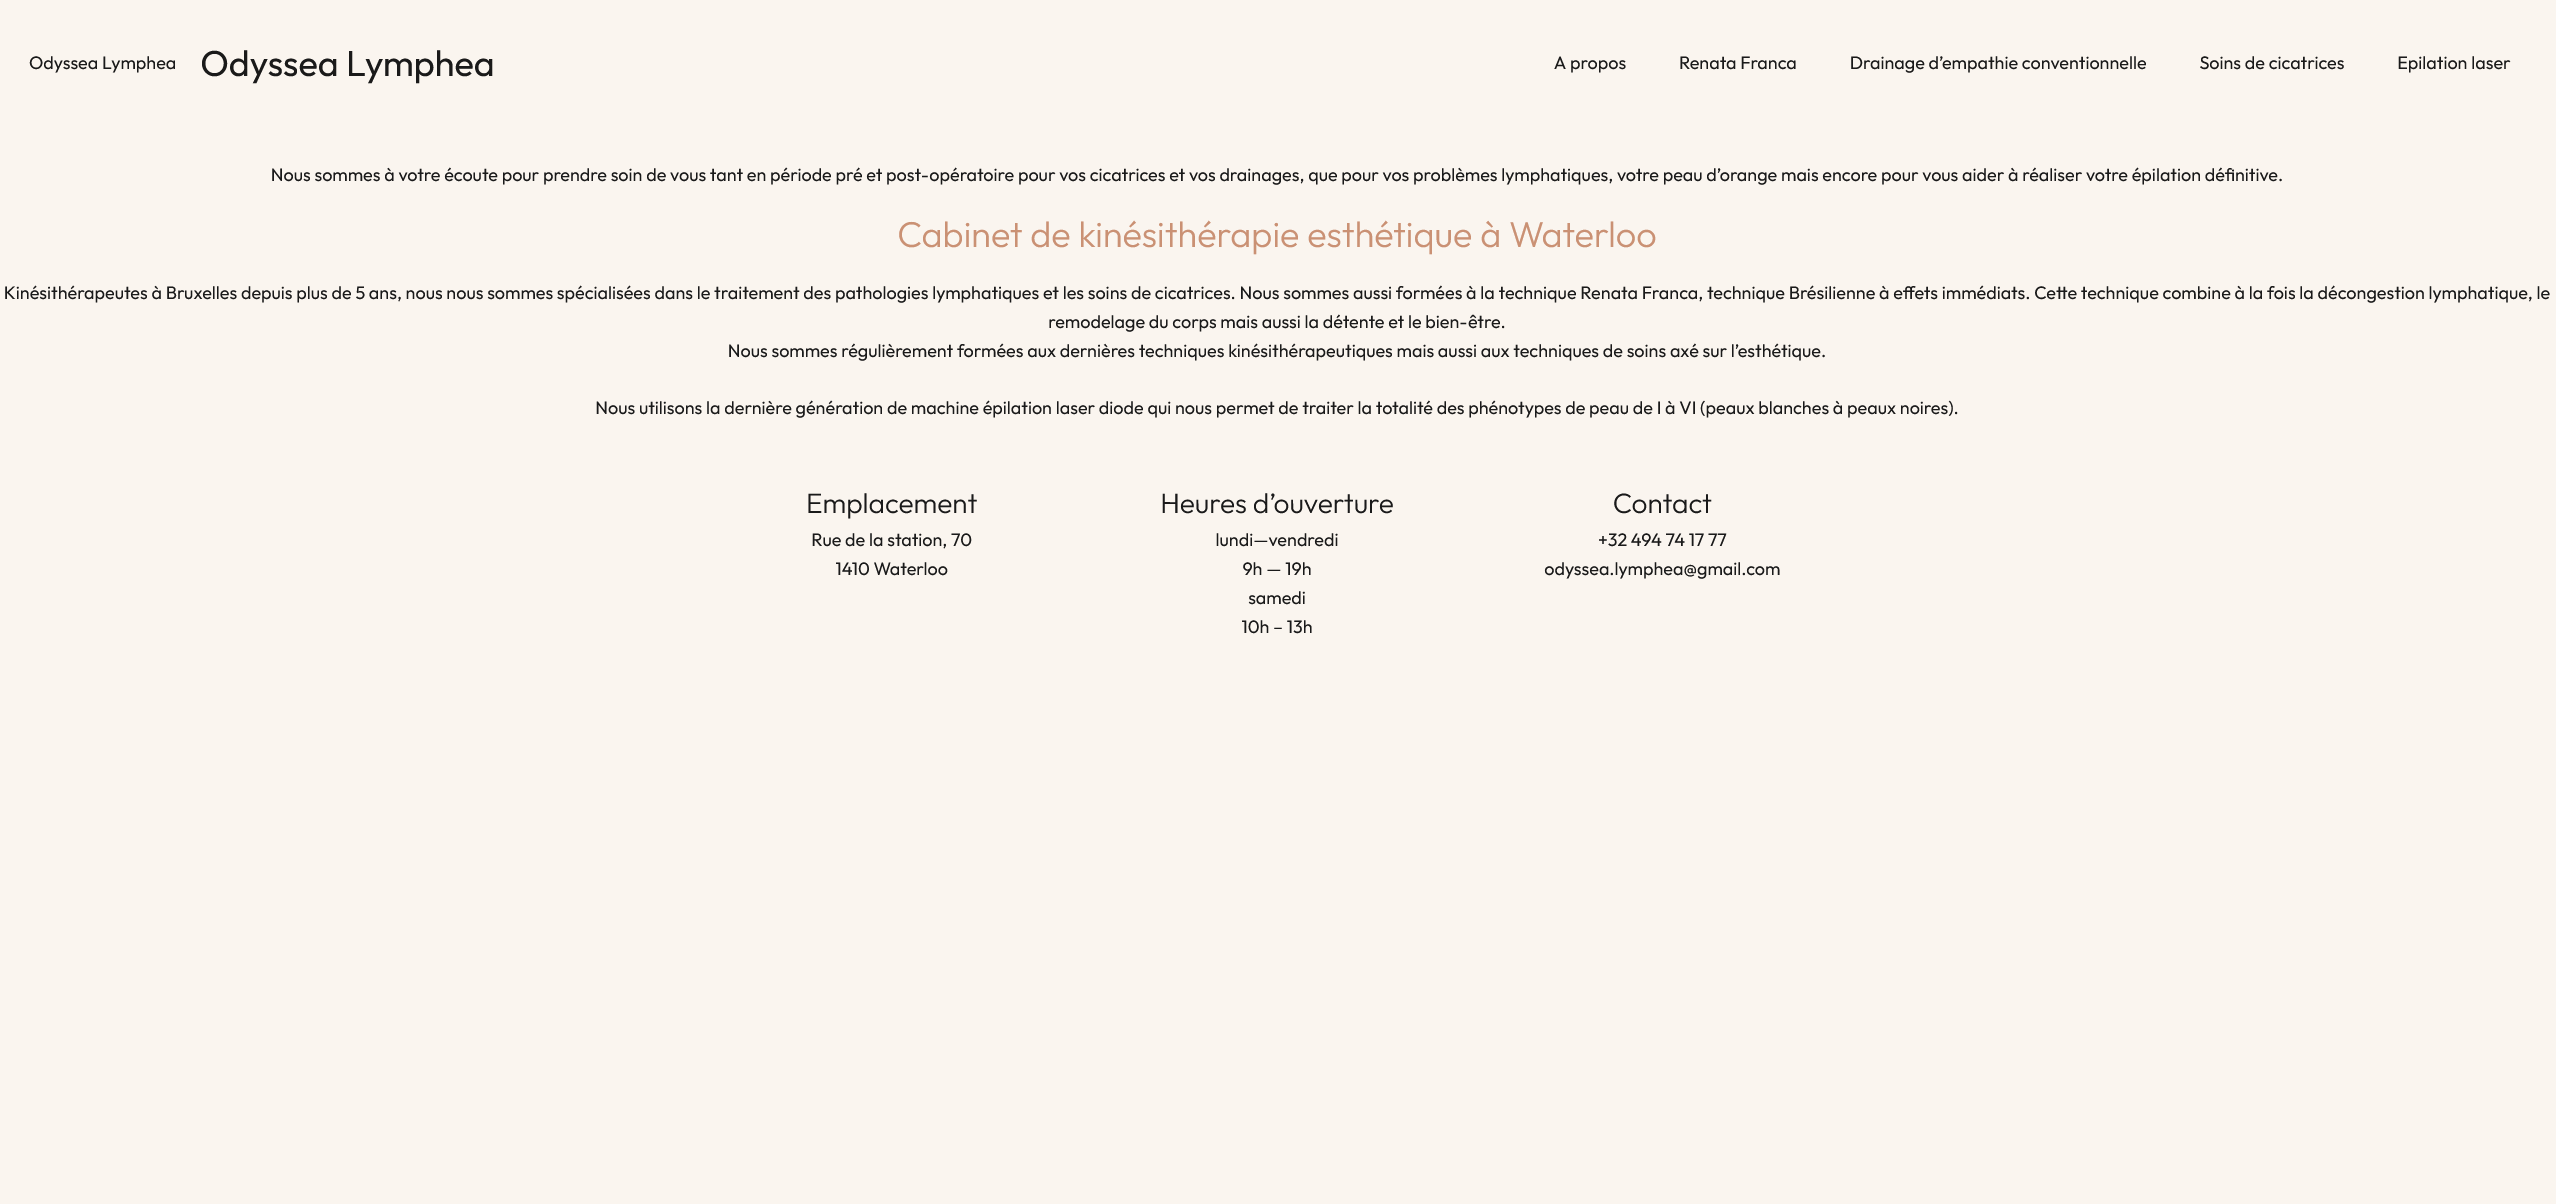 Odyssea Lymphea
Odyssea Lymphea
A propos
Renata Franca
Drainage d’empathie conventionnelle
Soins de cicatrices
Epilation laser
Nous sommes à votre écoute pour prendre soin de vous tant en période pré et post-opératoire pour vos cicatrices et vos drainages, que pour vos problèmes lymphatiques, votre peau d’orange mais encore pour vous aider à réaliser votre épilation définitive.
Cabinet de kinésithérapie esthétique à Waterloo
Kinésithérapeutes à Bruxelles depuis plus de 5 ans, nous nous sommes spécialisées dans le traitement des pathologies lymphatiques et les soins de cicatrices. Nous sommes aussi formées à la technique Renata Franca, technique Brésilienne à effets immédiats. Cette technique combine à la fois la décongestion lymphatique, le
remodelage du corps mais aussi la détente et le bien-être.
Nous sommes régulièrement formées aux dernières techniques kinésithérapeutiques mais aussi aux techniques de soins axé sur l’esthétique.
Nous utilisons la dernière génération de machine épilation laser diode qui nous permet de traiter la totalité des phénotypes de peau de I à VI (peaux blanches à peaux noires).
Emplacement
Rue de la station, 70
1410 Waterloo
Heures d’ouverture
lundi—vendredi
9h — 19h
samedi
10h – 13h
Contact
+32 494 74 17 77
odyssea.lymphea@gmail.com